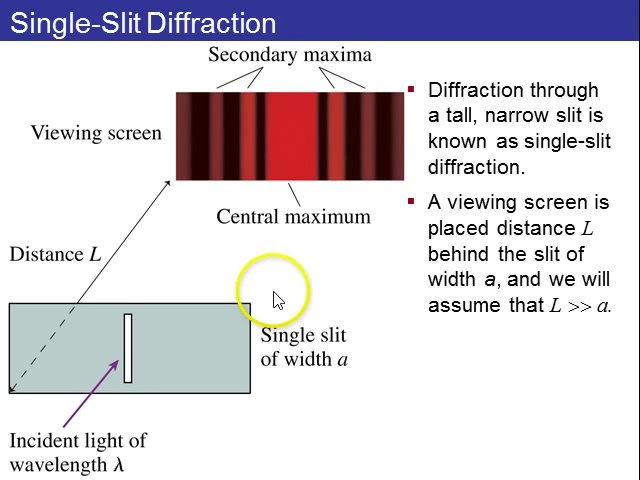 Single-Slit Diffraction
Secondary maxima
Viewing screen
Central maximum
Distance L
Single slit
of width a
Incident light of
wavelength λ
▪ Diffraction through
a tall, narrow slit is
known as single-slit
diffraction.
▪ A viewing screen is
placed distance L
behind the slit of
width a, and we will
assume that L >> a.